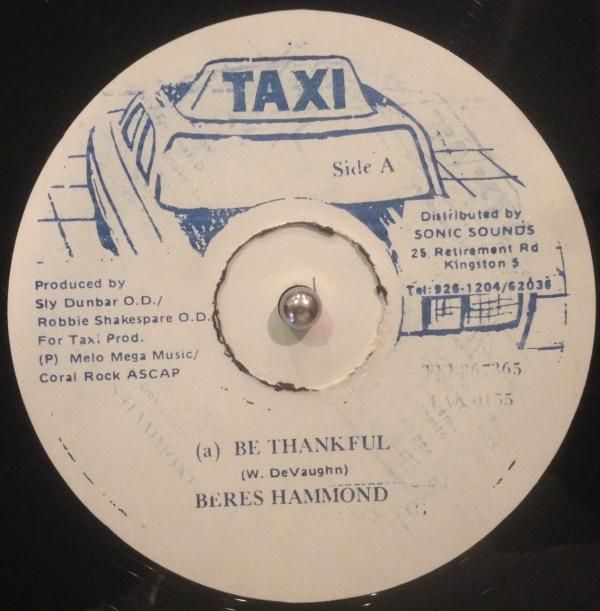 TAXI
Side A
Distributed by
SONIC SOUNDS
25 Retirement Rd
Kingston 5
Tel:926-1204/62036
Produced by
Sly Dunbar O.D./
Robbie Shakespare O.D.
For Taxi Prod.
(P) Melo Mega Music/
Coral Rock ASCAP
(a) BE THANKFUL
(W. DeVaughn)
BERES HAMMOND